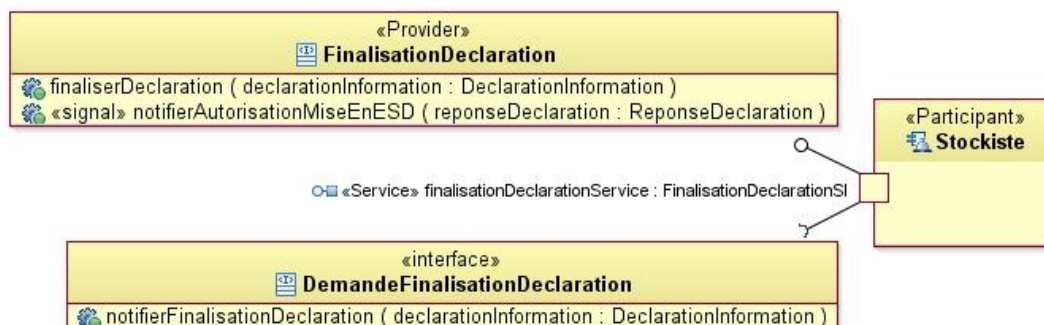 «Provider»
FinalisationDeclaration
finaliserDeclaration ( declarationInformation : DeclarationInformation )
«signal» notifierAutorisationMiseEnESD ( reponseDeclaration : ReponseDeclaration )
«Participant»
Stockiste
«Service» finalisationDeclarationService : FinalisationDeclarationSI
«interface»
DemandeFinalisationDeclaration
notifierFinalisationDeclaration ( declarationInformation : DeclarationInformation )